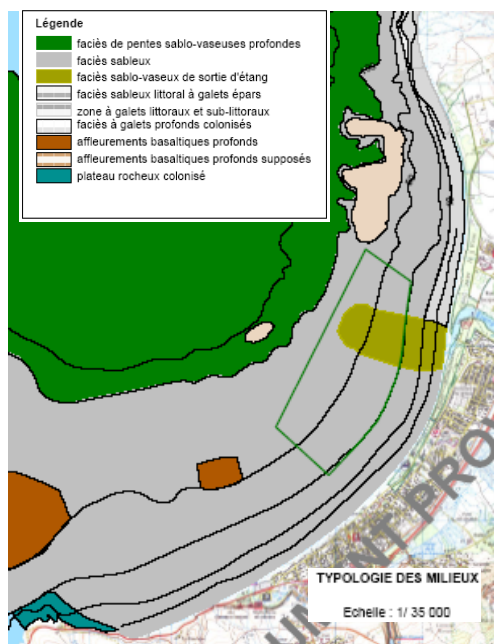 Légende
faciès de pentes sablo-vaseuses profondes
faciès sableux
faciès sablo-vaseux de sortie d'étang
faciès sableux littoral à galets épars
zone à galets littoraux et sub-littoraux
faciès à galets profonds colonisés
affleurements basaltiques profonds
affleurements basaltiques profonds supposés
plateau rocheux colonisé
TYPOLOGIE DES MILIEUX
Echelle : 1/ 35 000